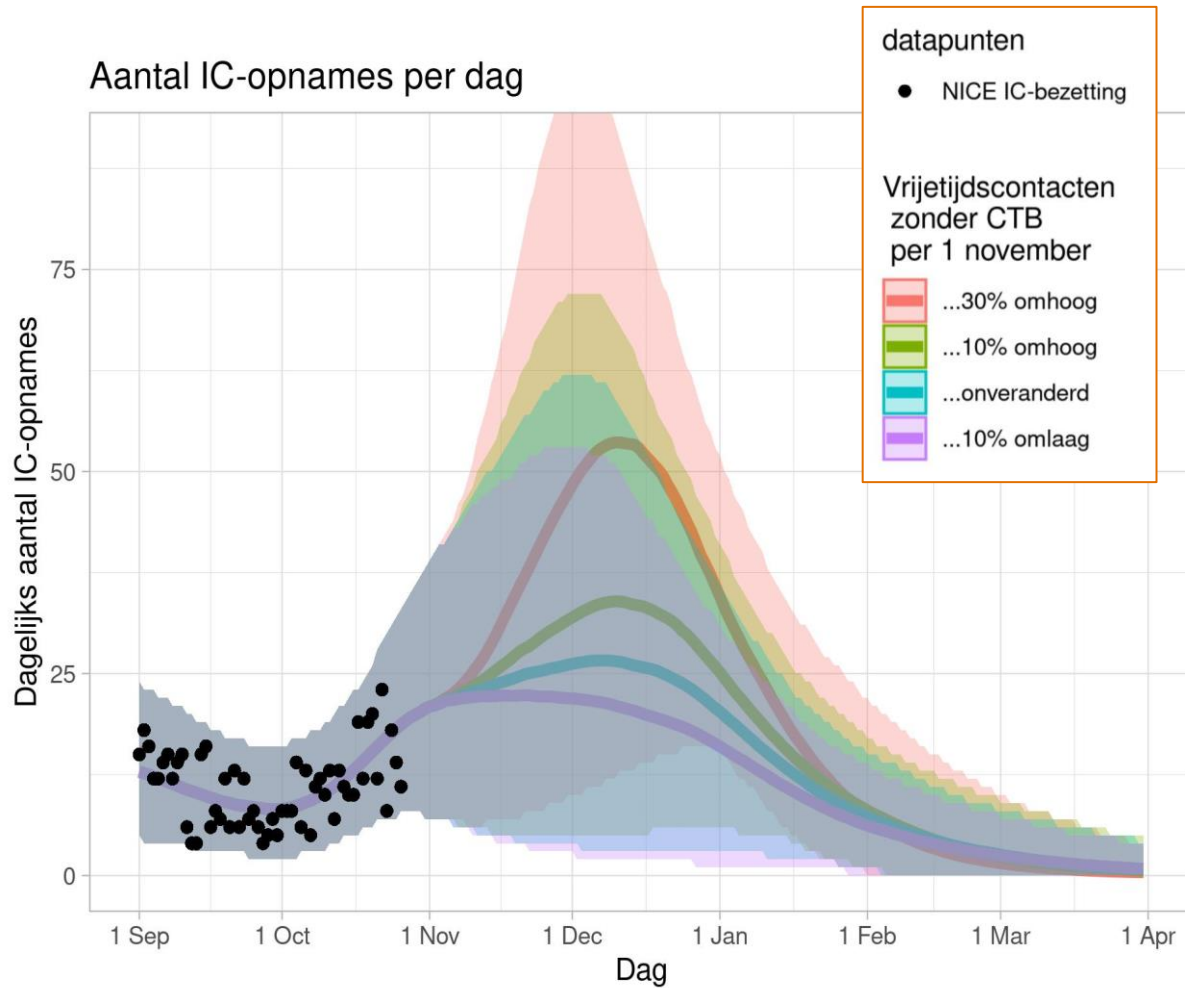 Aantal IC-opnames per dag
datapunten
NICE IC-bezetting
Vrijetijdscontacten
zonder CTB
per 1 november
...30% omhoog
...10% omhoog
...onveranderd
...10% omlaag
Dagelijks aantal IC-opnames
75
50
25
0
1 Sep
1 Oct
1 Nov
1 Dec
1 Jan
1 Feb
1 Mar
1 Apr
Dag